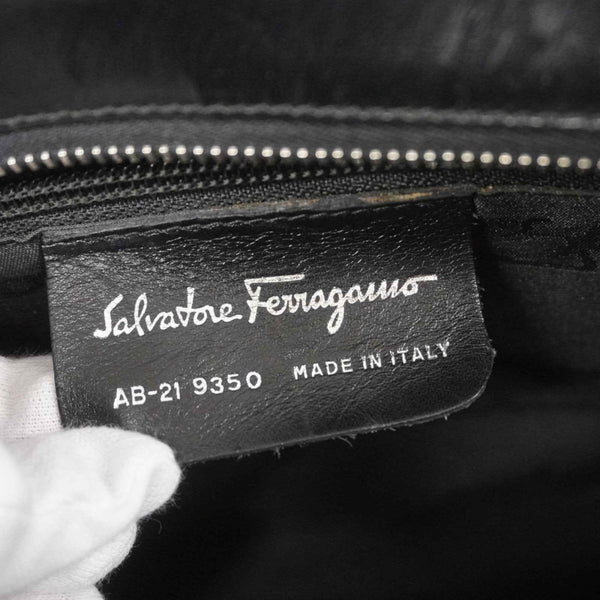 Salvatore Ferragamo
AB-21 9350 MADE IN ITALY